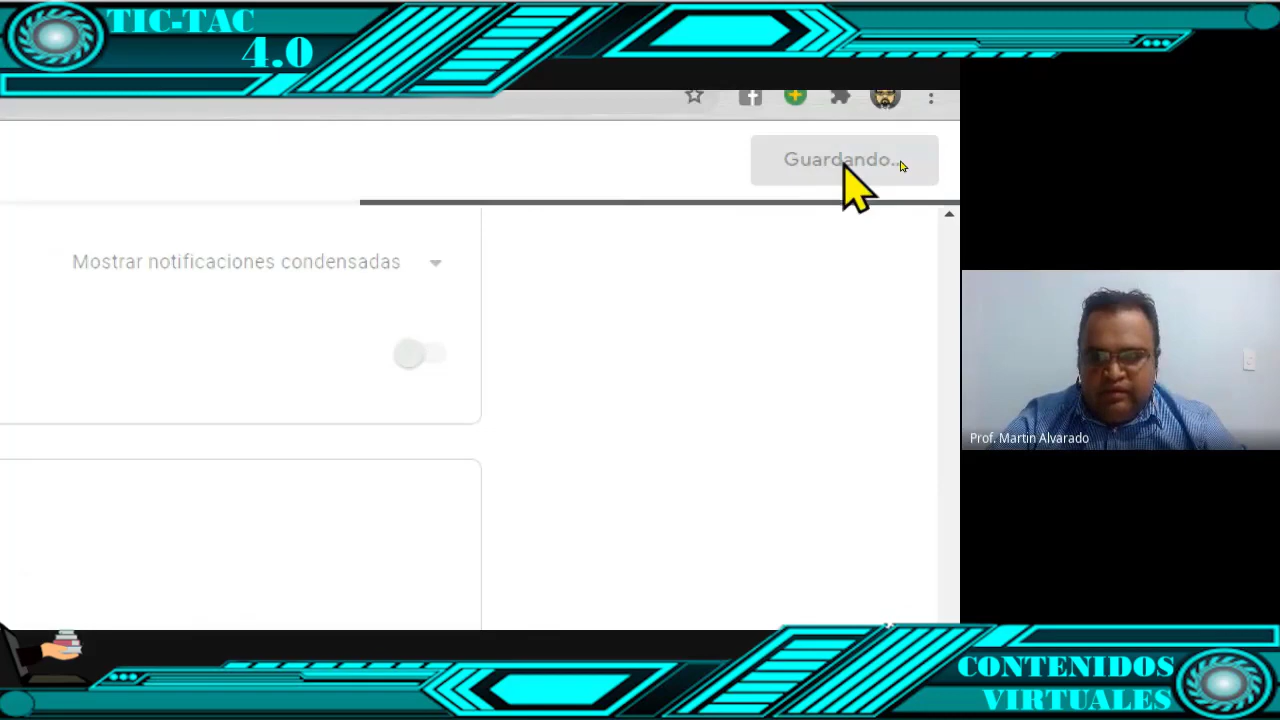 TIC-TAC
4.0
Guardando...
Mostrar notificaciones condensadas
Prof. Martin Alvarado
CONTENIDOS
VIRTUALES